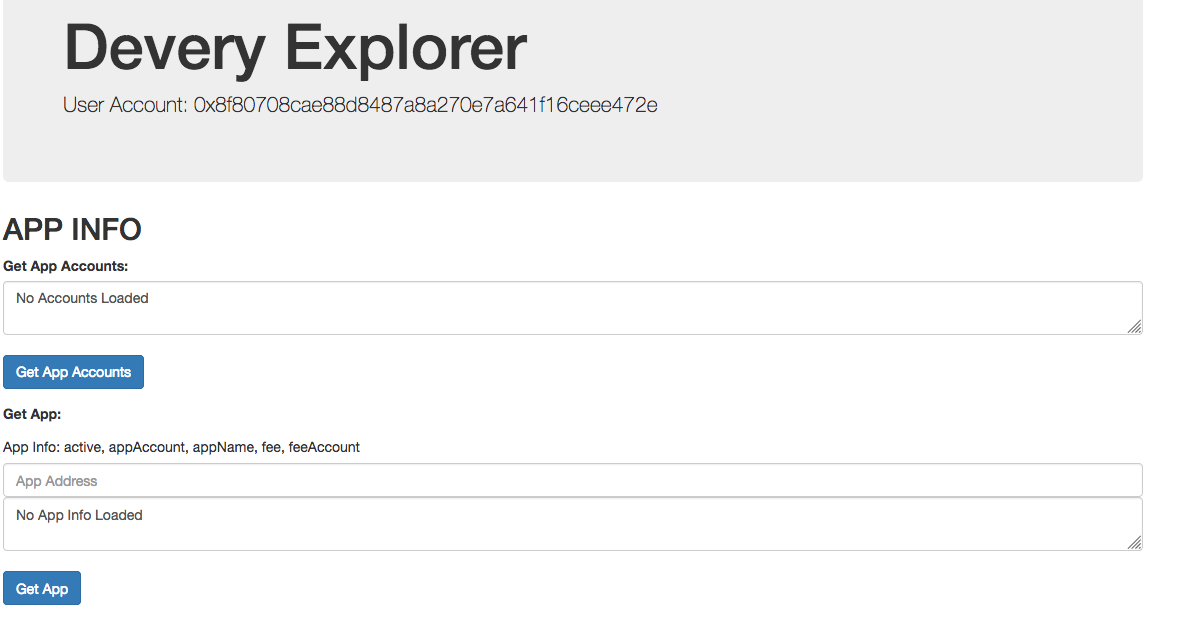 Devery Explorer
User Account: 0x8f80708cae88d8487a8a270e7a641f16ceee472e
APP INFO
Get App Accounts:
No Accounts Loaded
Get App Accounts
Get App:
App Info: active, appAccount, appName, fee, feeAccount
App Address
No App Info Loaded
Get App